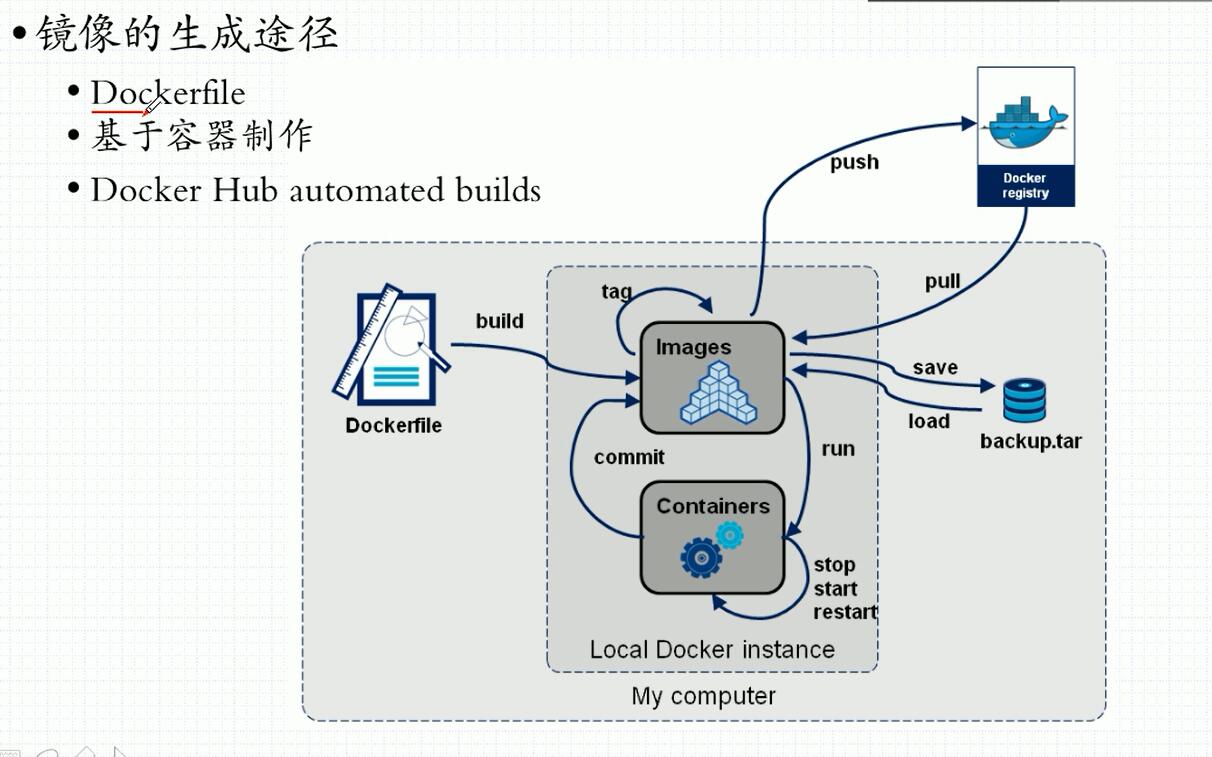 镜像的生成途径
Dockerfile
基于容器制作
Docker Hub automated builds
push
Docker
registry
pull
tag
build
Images
save
load
backup.tar
Dockerfile
commit
run
Containers
stop
start
restart
Local Docker instance
My computer